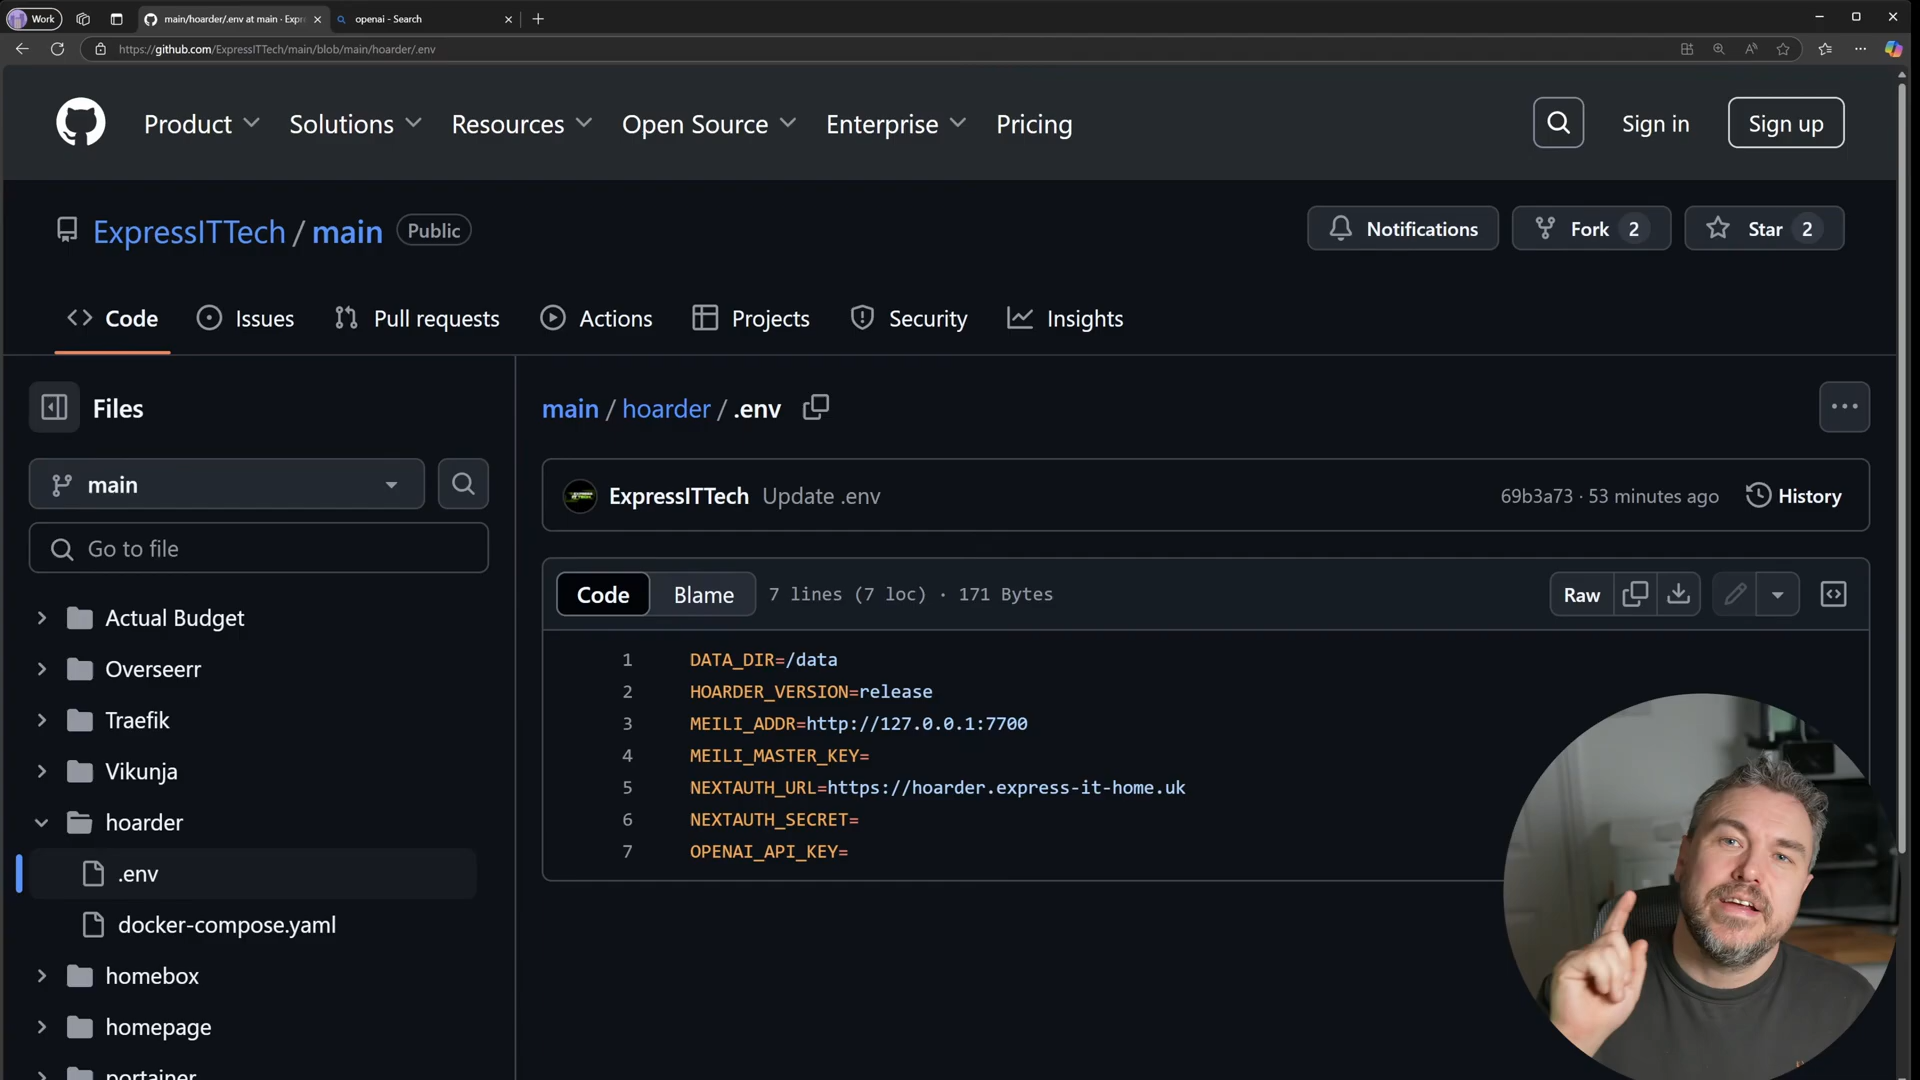 Work
main/hoarder/.env at main · Expre
openai - Search
https://github.com/ExpressITTech/main/blob/main/hoarder/.env
Product
Solutions
Resources
Open Source
Enterprise
Pricing
Sign in
Sign up
ExpressITTech / main
Public
Notifications
Fork 2
Star 2
Code
Issues
Pull requests
Actions
Projects
Security
Insights
Files
main / hoarder / .env
main
ExpressITTech Update .env
69b3a73 · 53 minutes ago
History
Go to file
Code
Blame
7 lines (7 loc) · 171 Bytes
Raw
Actual Budget
Overseerr
Traefik
Vikunja
hoarder
.env
docker-compose.yaml
homebox
homepage
portainer
1 DATA_DIR=/data
2 HOARDER_VERSION=release
3 MEILI_ADDR=http://127.0.0.1:7700
4 MEILI_MASTER_KEY=
5 NEXTAUTH_URL=https://hoarder.express-it-home.uk
6 NEXTAUTH_SECRET=
7 OPENAI_API_KEY=